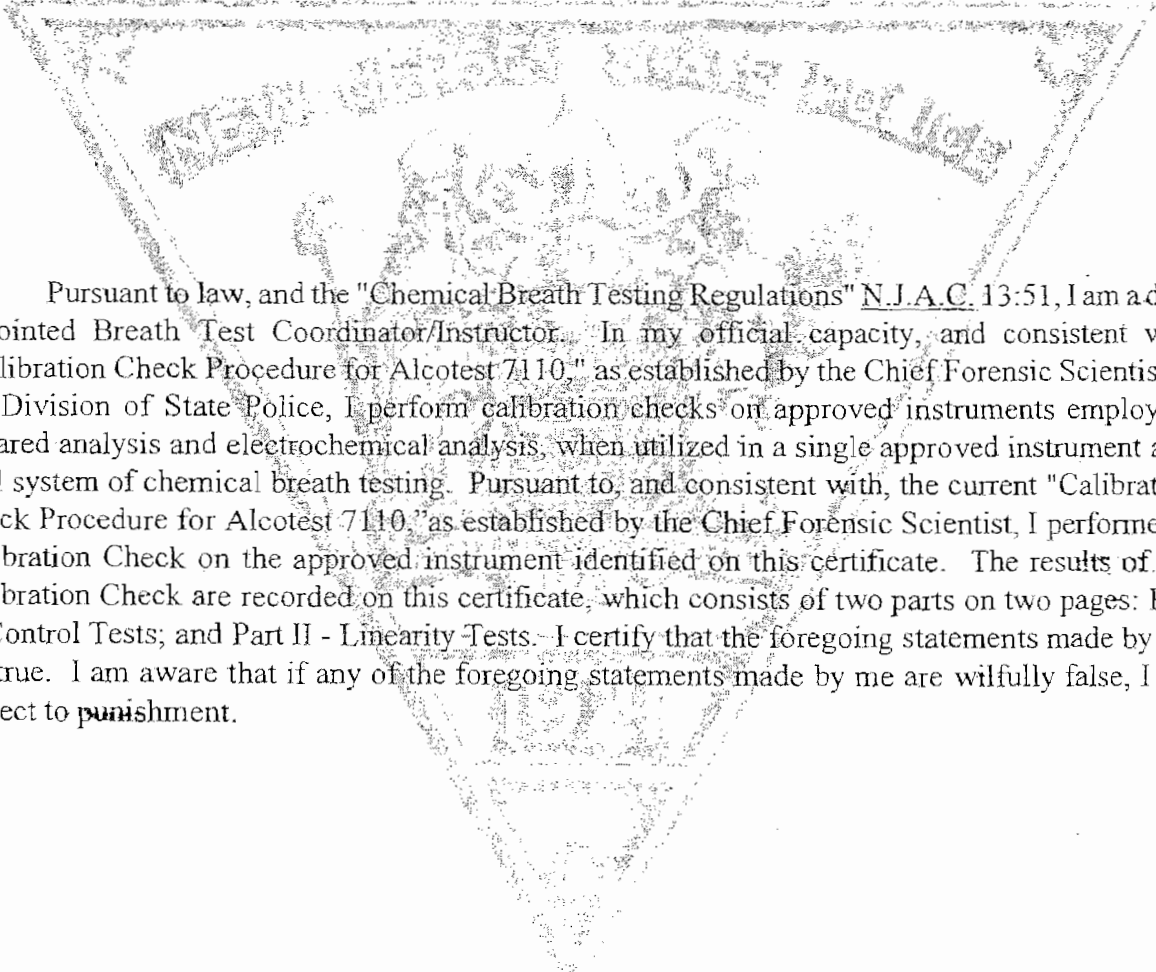 Pursuant to law, and the "Chemical Breath Testing Regulations" N.J.A.C. 13:51, I am a d
ointed Breath Test Coordinator/Instructor. In my official capacity, and consistent v
libration Check Procedure for Alcotest 7110," as established by the Chief Forensic Scientis
Division of State Police, I perform calibration checks on approved instruments employ
ared analysis and electrochemical analysis, when utilized in a single approved instrument a
l system of chemical breath testing. Pursuant to, and consistent with, the current "Calibrat
ck Procedure for Alcotest 7110,"as established by the Chief Forensic Scientist, I performe
bration Check on the approved instrument identified on this certificate. The results of
bration Check are recorded on this certificate, which consists of two parts on two pages: P
Control Tests; and Part II - Linearity Tests. I certify that the foregoing statements made by
true. I am aware that if any of the foregoing statements made by me are wilfully false, I
ect to punishment.